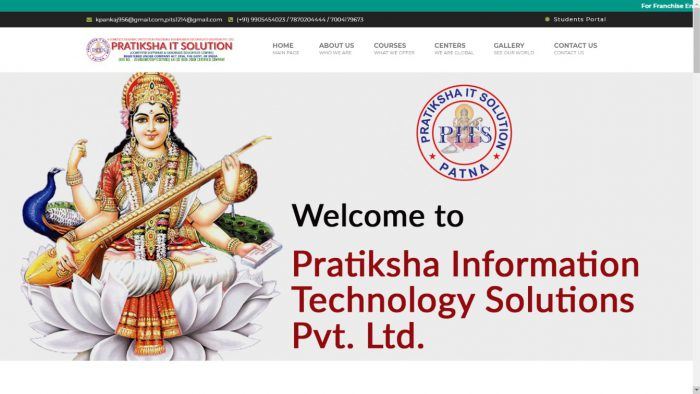 For Franchise En
kpankaj956@gmail.com,pits1214@gmail.com (+91) 9905454023 / 7870204444 / 7004179673 Students Portal
PRATIKSHA IT SOLUTION
HOME ABOUT US COURSES CENTERS GALLERY CONTACT US
MAIN PAGE WHO WE ARE WHAT WE OFFER WE ARE GLOBAL SEE OUR WORLD CONTACT US
PRATIKSHA IT SOLUTION
PITS
PATNA
Welcome to
Pratiksha Information
Technology Solutions
Pvt. Ltd.